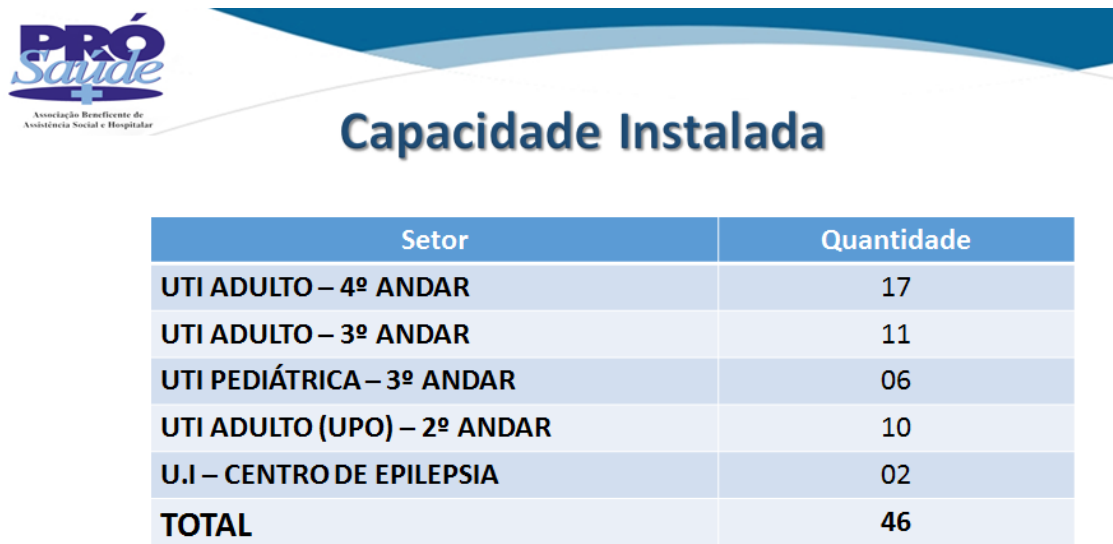 PRÓ
Saúde
Associação Beneficente de
Assistência Social e Hospitalar
Capacidade Instalada
Setor Quantidade
UTI ADULTO – 4º ANDAR 17
UTI ADULTO – 3º ANDAR 11
UTI PEDIÁTRICA – 3º ANDAR 06
UTI ADULTO (UPO) – 2º ANDAR 10
U.I – CENTRO DE EPILEPSIA 02
TOTAL 46